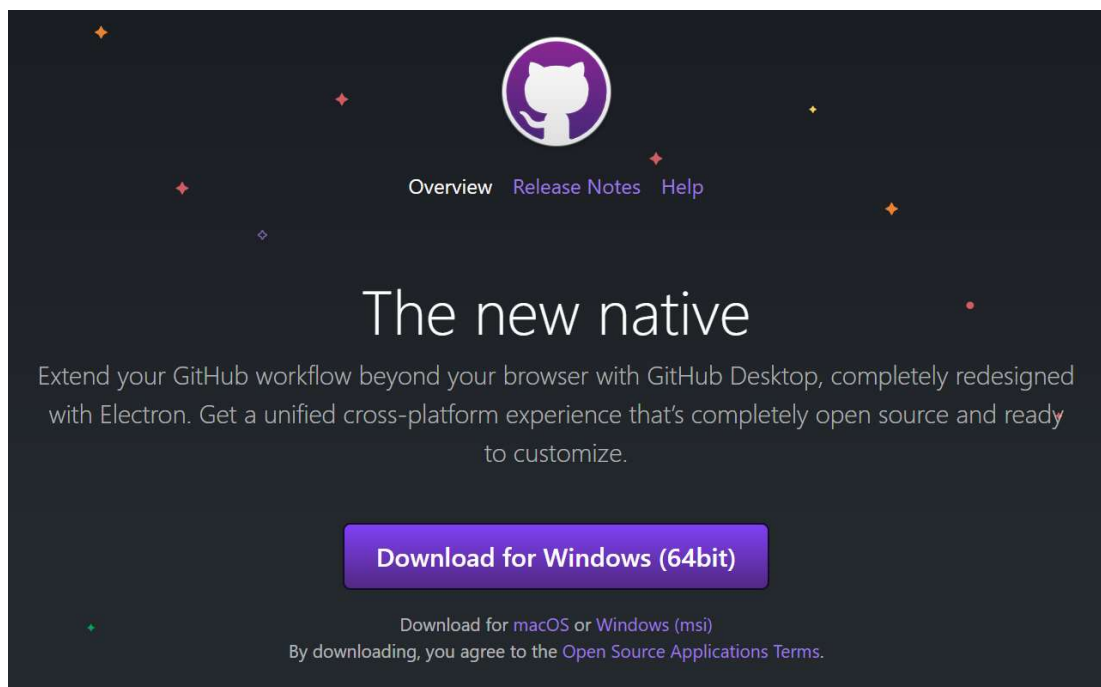 Overview Release Notes Help
The new native
Extend your GitHub workflow beyond your browser with GitHub Desktop, completely redesigned
with Electron. Get a unified cross-platform experience that's completely open source and ready
to customize.
Download for Windows (64bit)
Download for macOS or Windows (msi)
By downloading, you agree to the Open Source Applications Terms.